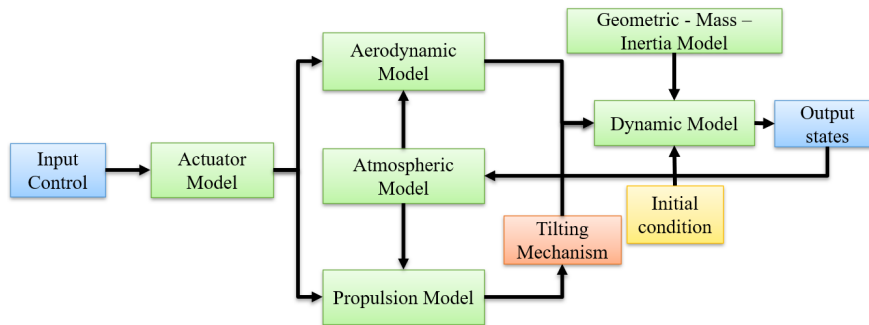 Geometric - Mass –
Inertia Model
Aerodynamic
Model
Dynamic Model
Output
states
Input
Control
Actuator
Model
Atmospheric
Model
Initial
condition
Tilting
Mechanism
Propulsion Model